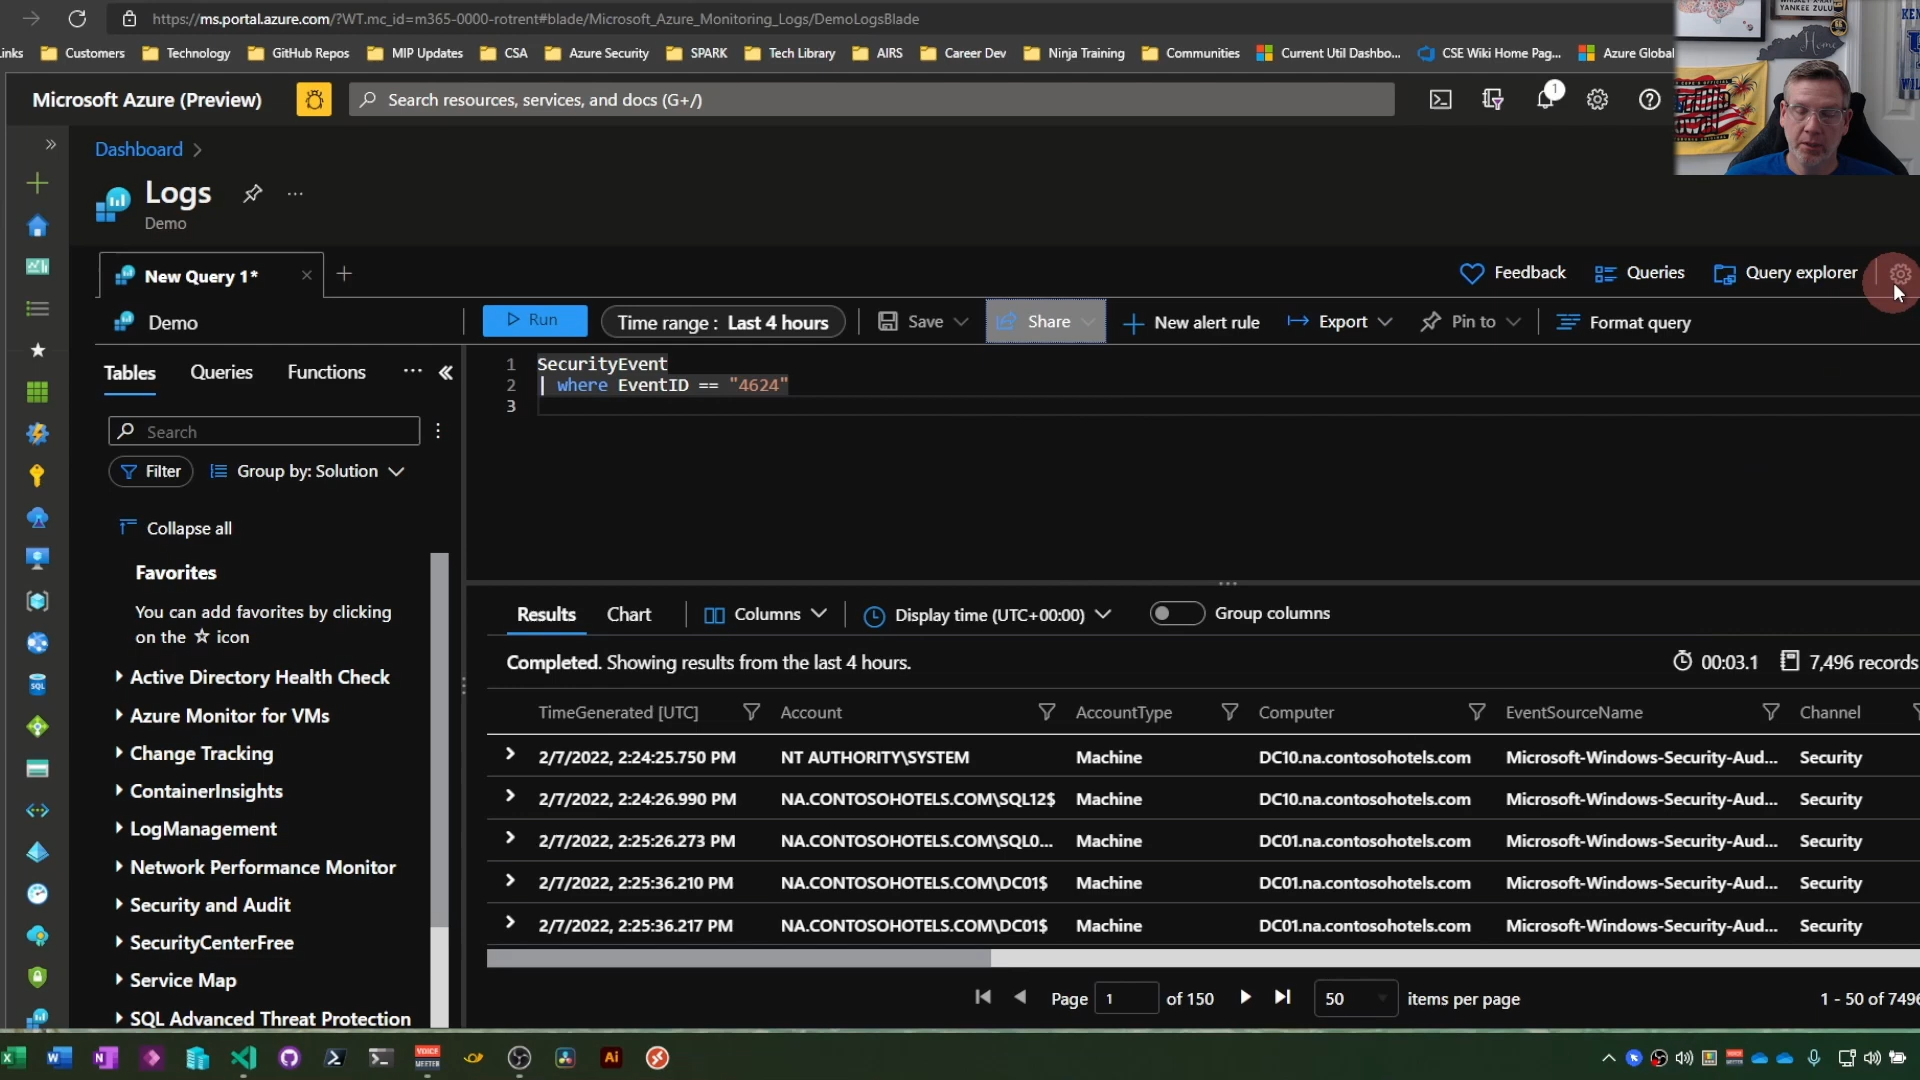 https://ms.portal.azure.com/?WT.mc_id=m365-0000-rotrent#blade/Microsoft_Azure_Monitoring_Logs/DemoLogsBlade
inks Customers Technology GitHub Repos MIP Updates CSA Azure Security SPARK Tech Library AIRS Career Dev Ninja Training Communities Current Util Dashbo... CSE Wiki Home Pag... Azure Global
Microsoft Azure (Preview)
Search resources, services, and docs (G+/)
1
Dashboard
Logs
Demo
New Query 1*
Feedback Queries Query explorer
Demo
Run Time range : Last 4 hours Save Share New alert rule Export Pin to Format query
Tables Queries Functions
1 SecurityEvent
2 | where EventID == "4624"
3
Search
Filter Group by: Solution
Collapse all
Favorites
You can add favorites by clicking
on the ☆ icon
Active Directory Health Check
Azure Monitor for VMs
Change Tracking
ContainerInsights
LogManagement
Network Performance Monitor
Security and Audit
SecurityCenterFree
Service Map
SQL Advanced Threat Protection
Results Chart Columns Display time (UTC+00:00) Group columns
Completed. Showing results from the last 4 hours. 00:03.1 7,496 records
TimeGenerated [UTC] Account AccountType Computer EventSourceName Channel
2/7/2022, 2:24:25.750 PM NT AUTHORITY\SYSTEM Machine DC10.na.contosohotels.com Microsoft-Windows-Security-Aud... Security
2/7/2022, 2:24:26.990 PM NA.CONTOSOHOTELS.COM\SQL12$ Machine DC10.na.contosohotels.com Microsoft-Windows-Security-Aud... Security
2/7/2022, 2:25:26.273 PM NA.CONTOSOHOTELS.COM\SQL0... Machine DC01.na.contosohotels.com Microsoft-Windows-Security-Aud... Security
2/7/2022, 2:25:36.210 PM NA.CONTOSOHOTELS.COM\DC01$ Machine DC01.na.contosohotels.com Microsoft-Windows-Security-Aud... Security
2/7/2022, 2:25:36.217 PM NA.CONTOSOHOTELS.COM\DC01$ Machine DC01.na.contosohotels.com Microsoft-Windows-Security-Aud... Security
Page 1 of 150 50 items per page 1 - 50 of 7496